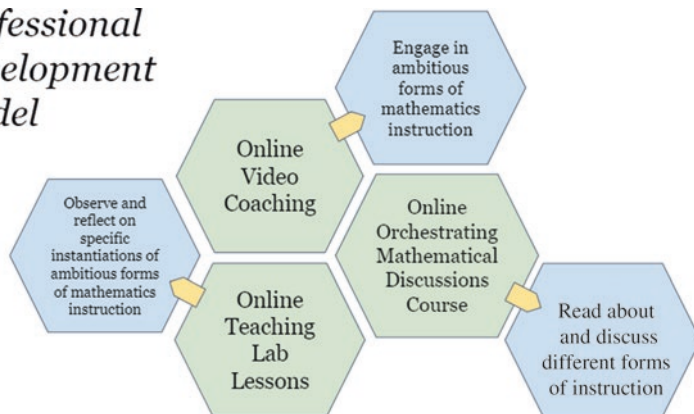 ofessional
elopment
del
Engage in
ambitious
forms of
mathematics
instruction
Online
Video
Coaching
Observe and
reflect on
specific
instantiations of
ambitious forms
of mathematics
instruction
Online
Orchestrating
Mathematical
Discussions
Course
Online
Teaching
Lab
Lessons
Read about
and discuss
different forms
of instruction